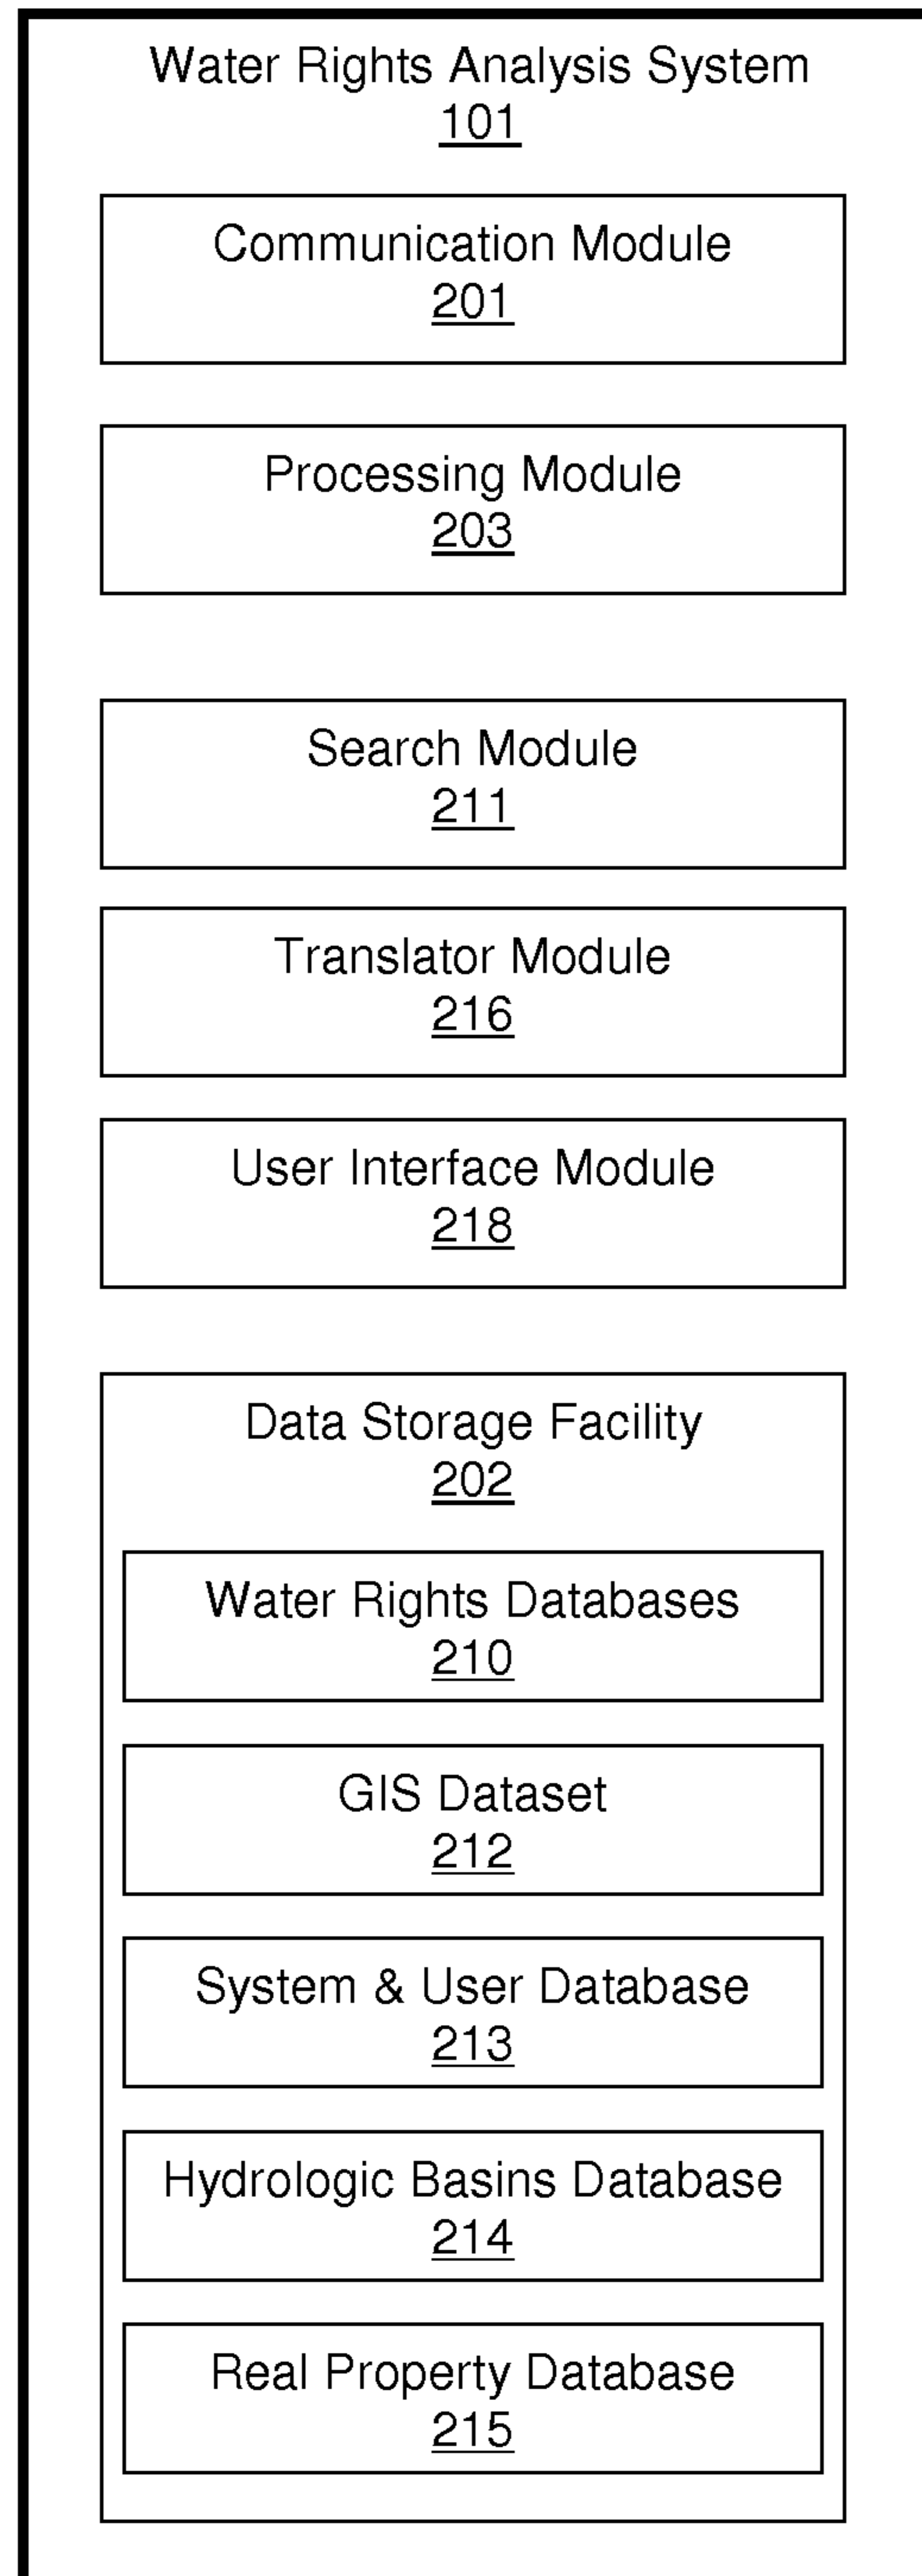 Water Rights Analysis System
101
Communication Module
201
Processing Module
203
Search Module
211
Translator Module
216
User Interface Module
218
Data Storage Facility
202
Water Rights Databases
210
GIS Dataset
212
System & User Database
213
Hydrologic Basins Database
214
Real Property Database
215